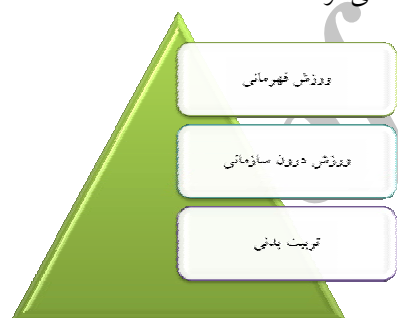 ورزش قهرمانی
ورزش درون سازمانی
تربیت بدنی